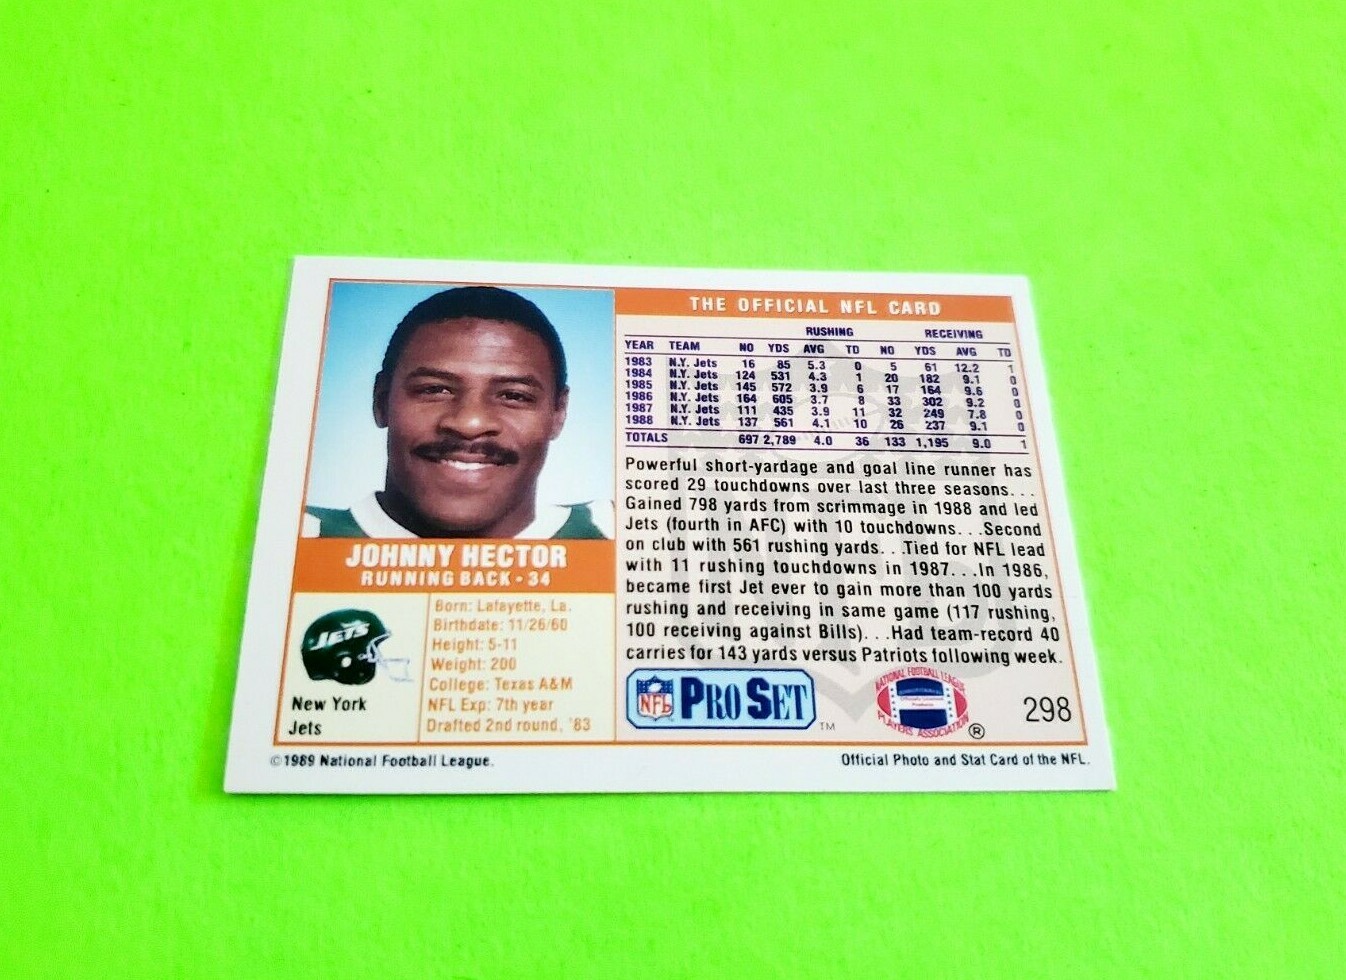 THE OFFICIAL NFL CARD
RUSHING RECEIVING
YEAR TEAM NO YDS AVG TD NO YDS AVG TD
1983 N.Y. Jets 16 85 5.3 0 5 61 12.2 1
1984 N.Y. Jets 124 531 4.3 1 20 182 9.1 0
1985 N.Y. Jets 145 572 3.9 6 17 164 9.6 0
1986 N.Y. Jets 164 605 3.7 8 33 302 9.2 0
1987 N.Y. Jets 111 435 3.9 11 32 249 7.8 0
1988 N.Y. Jets 137 561 4.1 10 26 237 9.1 0
TOTALS 697 2,789 4.0 36 133 1,195 9.0 1
Powerful short-yardage and goal line runner has
scored 29 touchdowns over last three seasons. . .
Gained 798 yards from scrimmage in 1988 and led
Jets (fourth in AFC) with 10 touchdowns. . .Second
on club with 561 rushing yards. . .Tied for NFL lead
with 11 rushing touchdowns in 1987. . .In 1986,
became first Jet ever to gain more than 100 yards
rushing and receiving in same game (117 rushing,
100 receiving against Bills). . .Had team-record 40
carries for 143 yards versus Patriots following week.
JOHNNY HECTOR
RUNNING BACK • 34
JETS
New York
Jets
Born: Lafayette, La.
Birthdate: 11/26/60
Height: 5-11
Weight: 200
College: Texas A&M
NFL Exp: 7th year
Drafted 2nd round, '83
NFL PRO SET TM
NATIONAL FOOTBALL LEAGUE
PLAYERS ASSOCIATION ®
298
©1989 National Football League.
Official Photo and Stat Card of the NFL.